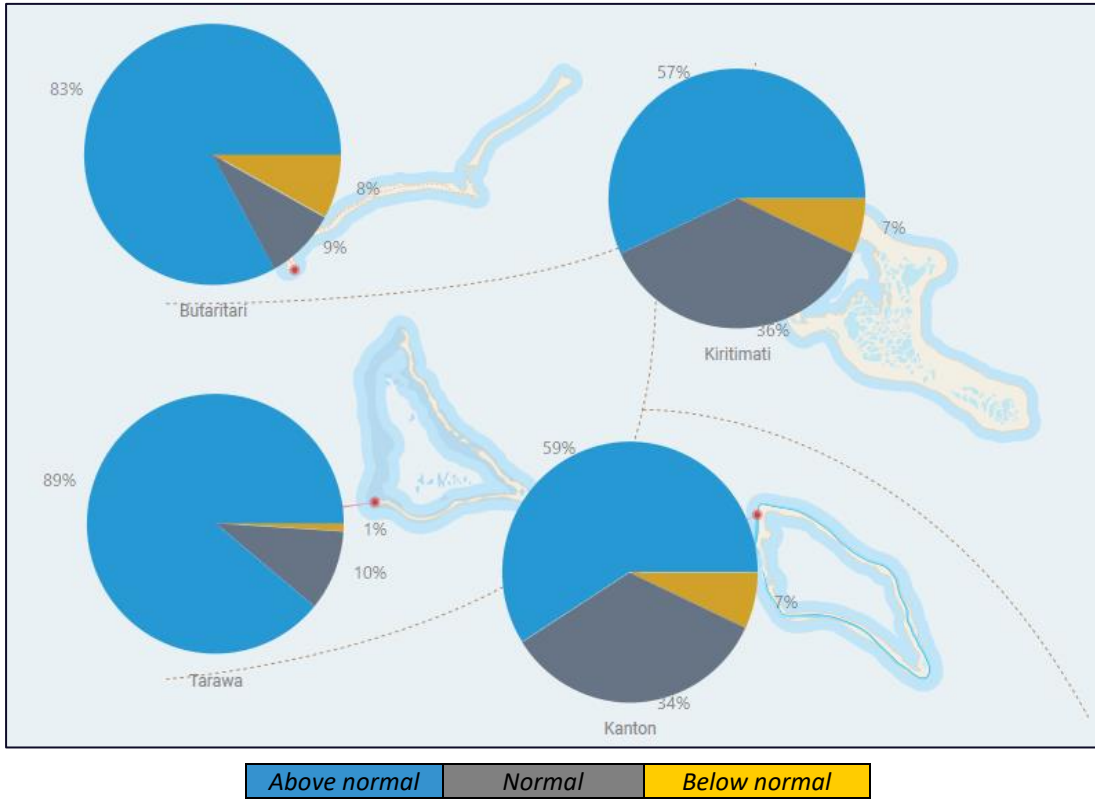 83%
8%
9%
Butaritari
57%
7%
36%
Kiritimati
89%
1%
10%
Tarawa
59%
7%
34%
Kanton
Above normal Normal Below normal